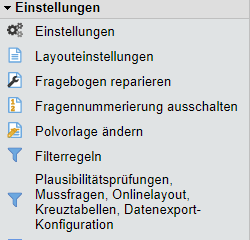 Einstellungen
Einstellungen
Layouteinstellungen
Fragebogen reparieren
Fragennummerierung ausschalten
Polvorlage ändern
Filterregeln
Plausibilitätsprüfungen,
Mussfragen, Onlinelayout,
Kreuztabellen, Datenexport-
Konfiguration